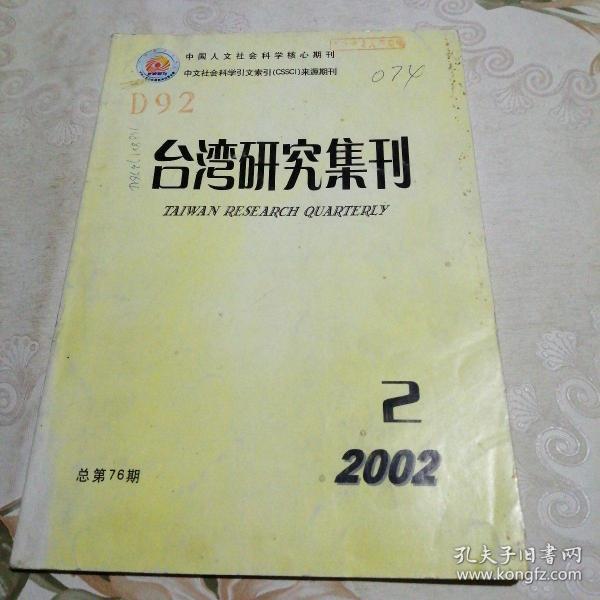 中国人文社会科学核心期刊
中文社会科学引文索引(CSSCI)来源期刊
074
D92
台湾研究集刊
TAIWAN RESEARCH QUARTERLY
2
2002
总第76期
孔夫子旧书网
www.kongfz.com